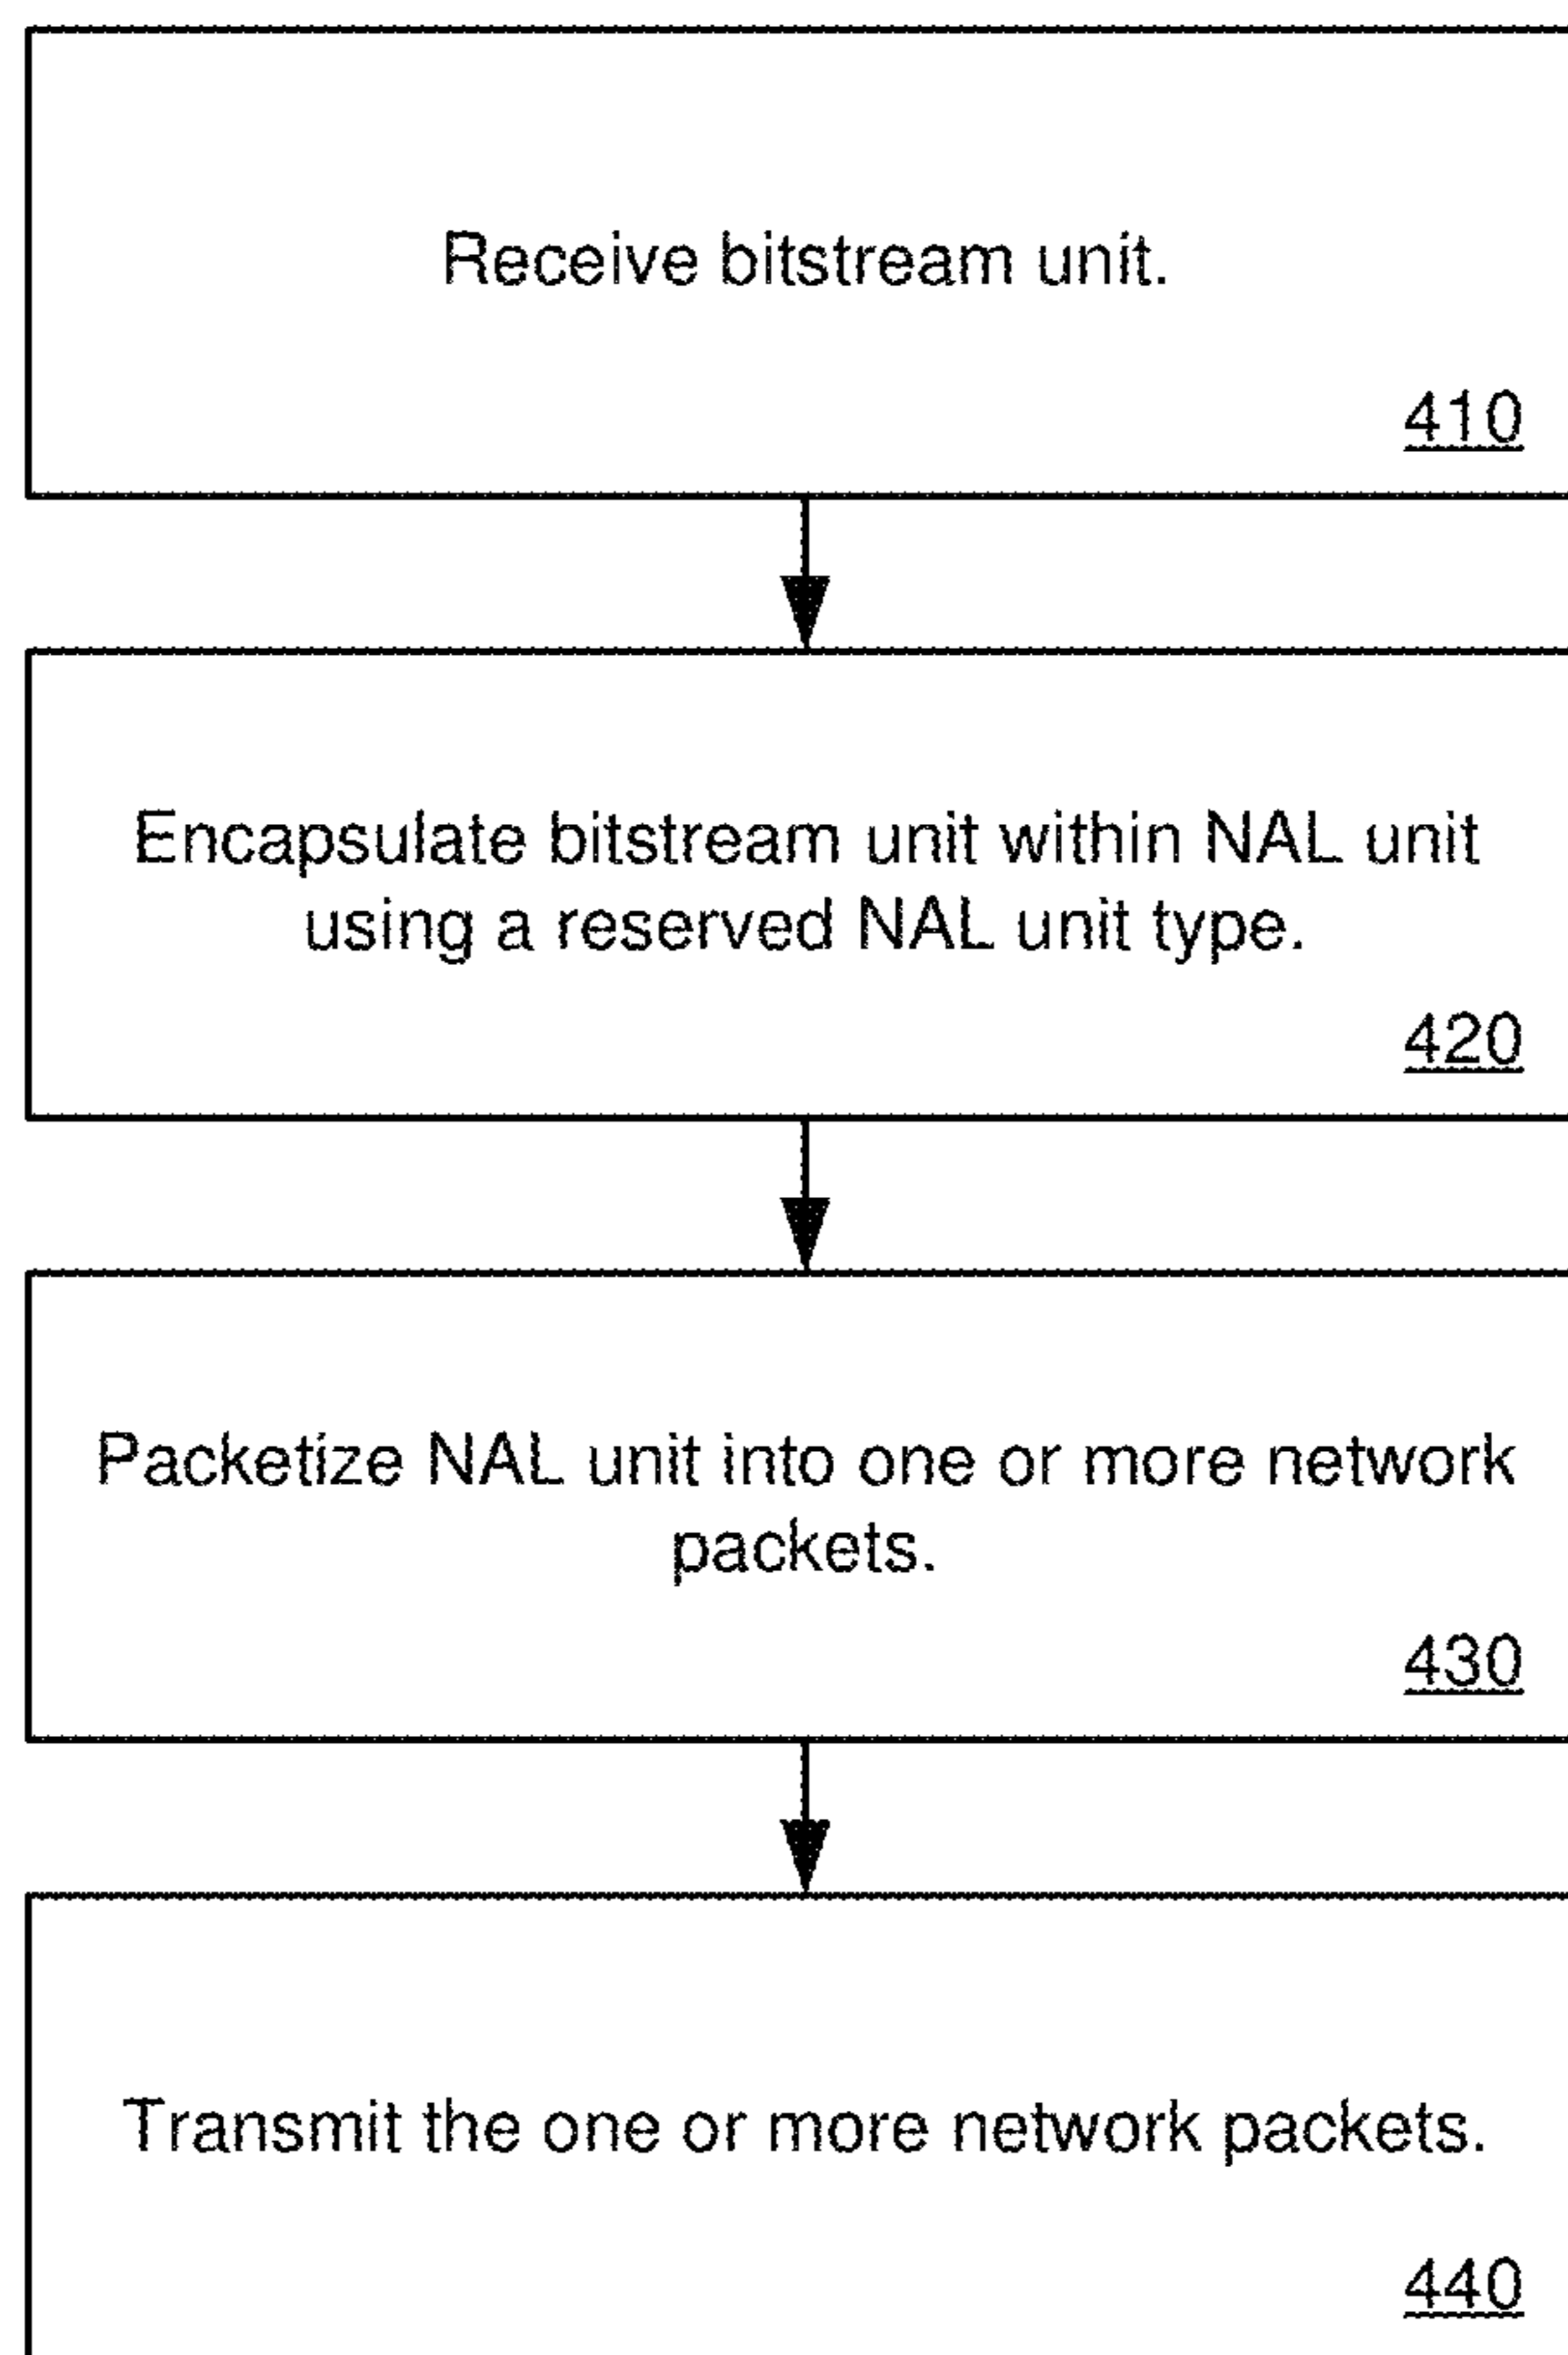 Receive bitstream unit.
410
Encapsulate bitstream unit within NAL unit
using a reserved NAL unit type.
420
Packetize NAL unit into one or more network
packets.
430
Transmit the one or more network packets.
440